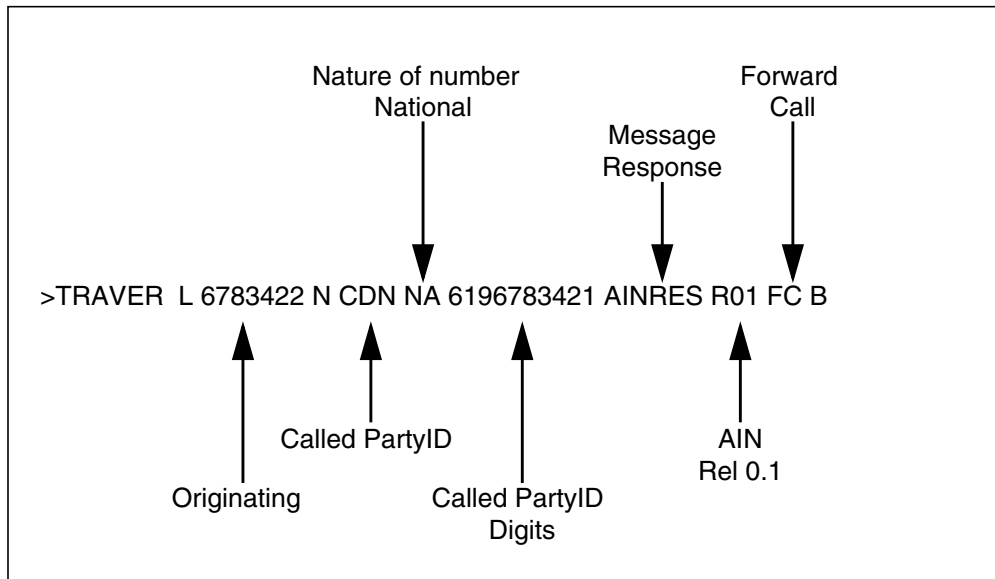 Nature of number
National
Forward
Call
Message
Response
>TRAVER L 6783422 N CDN NA 6196783421 AINRES R01 FC B
Called PartyID
AIN
Rel 0.1
Originating
Called PartyID
Digits